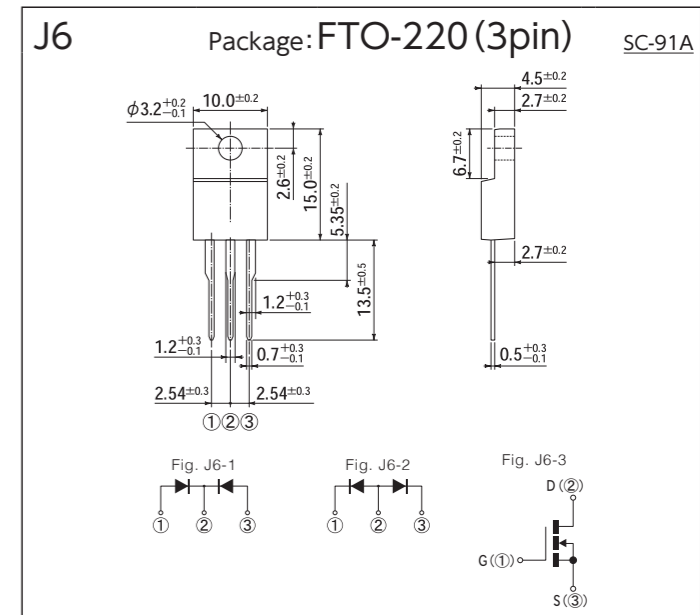 J6 Package:FTO-220 (3pin) SC-91A
4.5±0.2
2.7±0.2
φ3.2+0.2−0.1
10.0±0.2
2.6±0.2
15.0±0.2
6.7±0.2
5.35±0.2
13.5±0.5
2.7±0.2
1.2+0.3−0.1
1.2+0.3−0.1
0.7+0.3−0.1
0.5+0.3−0.1
2.54±0.3
2.54±0.3
①②③
Fig. J6-1
① ② ③
Fig. J6-2
① ② ③
Fig. J6-3
D(②)
G(①)
S(③)